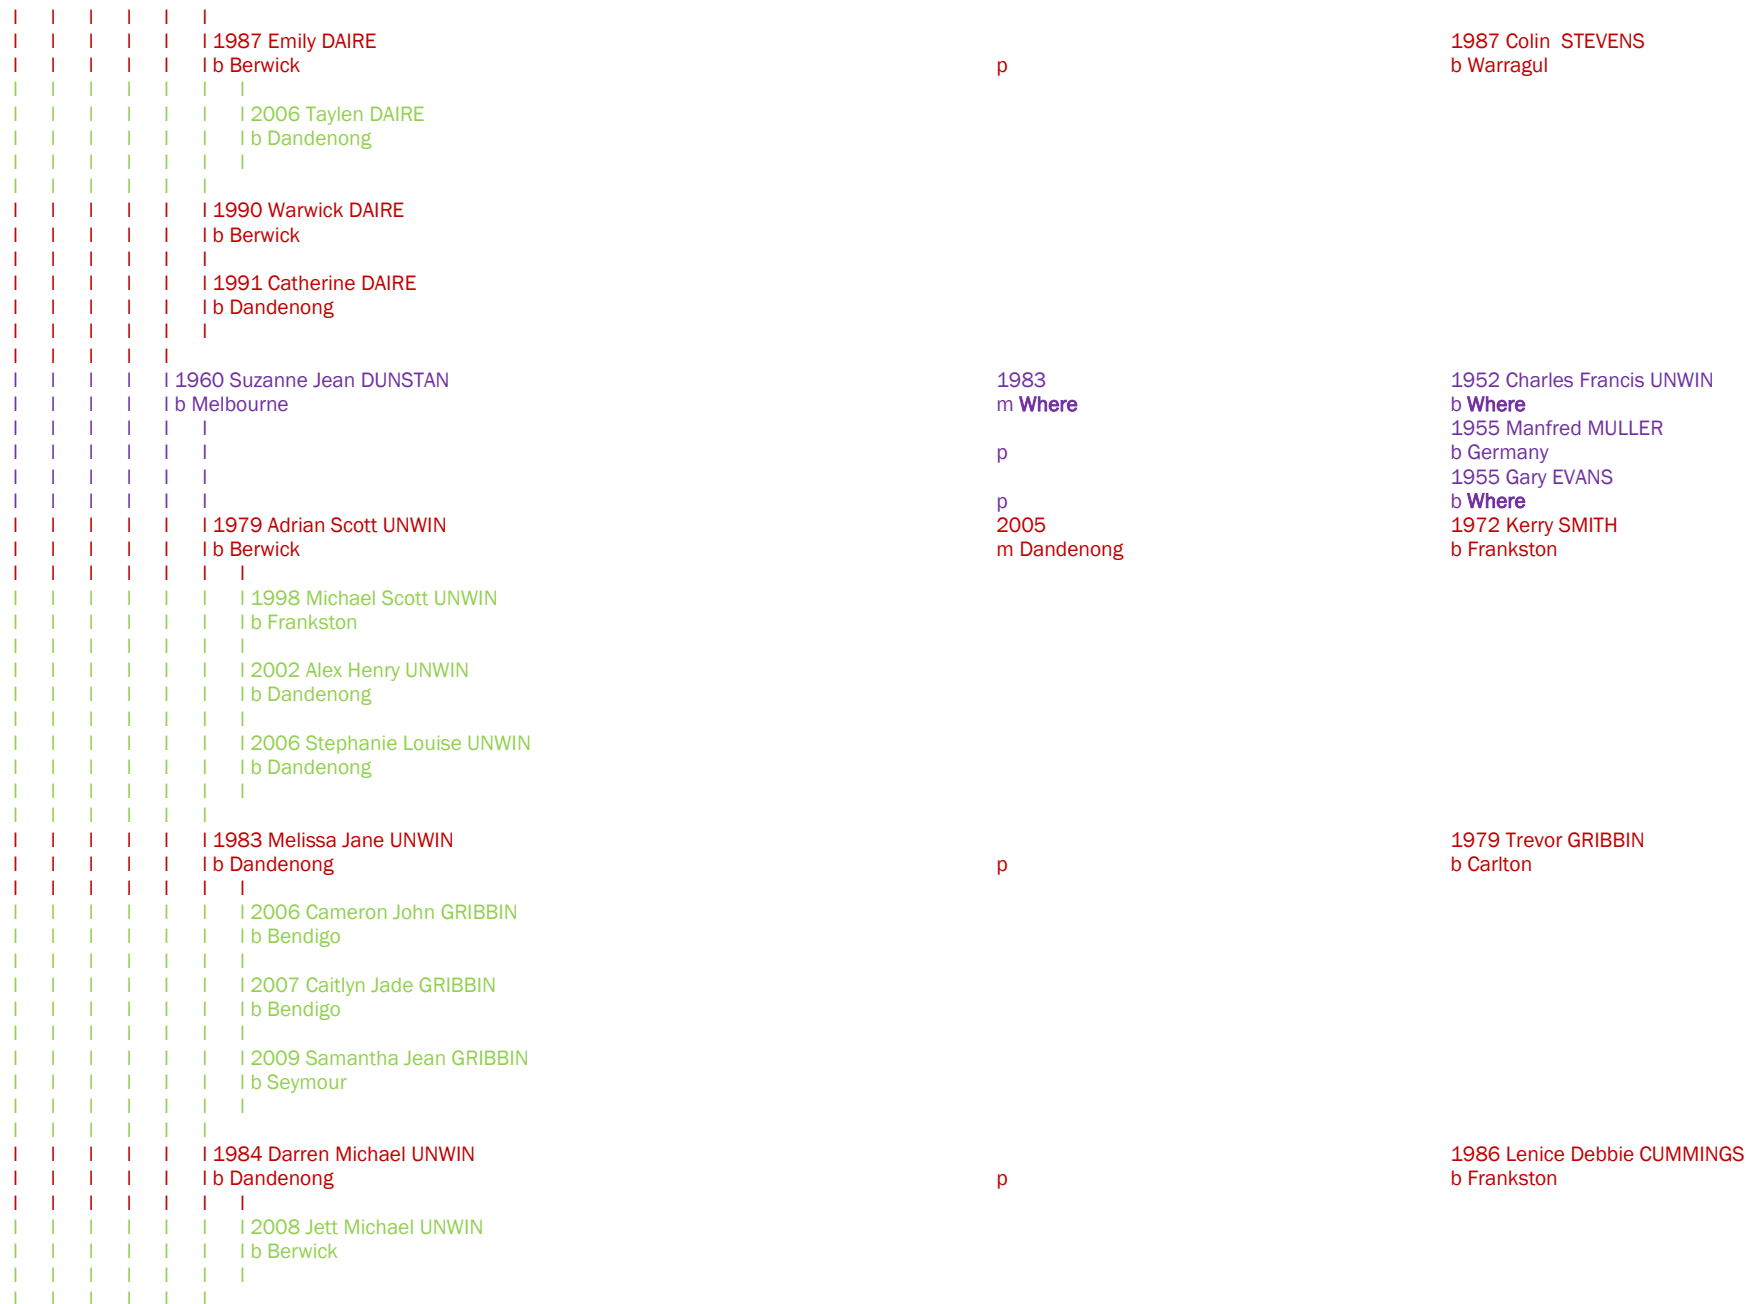 1987 Emily DAIRE 1987 Colin STEVENS
b Berwick p b Warragul
2006 Taylen DAIRE
b Dandenong
1990 Warwick DAIRE
b Berwick
1991 Catherine DAIRE
b Dandenong
1960 Suzanne Jean DUNSTAN 1983 1952 Charles Francis UNWIN
b Melbourne m Where b Where
1955 Manfred MULLER
p b Germany
1955 Gary EVANS
p b Where
1979 Adrian Scott UNWIN 2005 1972 Kerry SMITH
b Berwick m Dandenong b Frankston
1998 Michael Scott UNWIN
b Frankston
2002 Alex Henry UNWIN
b Dandenong
2006 Stephanie Louise UNWIN
b Dandenong
1983 Melissa Jane UNWIN 1979 Trevor GRIBBIN
b Dandenong p b Carlton
2006 Cameron John GRIBBIN
b Bendigo
2007 Caitlyn Jade GRIBBIN
b Bendigo
2009 Samantha Jean GRIBBIN
b Seymour
1984 Darren Michael UNWIN 1986 Lenice Debbie CUMMINGS
b Dandenong p b Frankston
2008 Jett Michael UNWIN
b Berwick